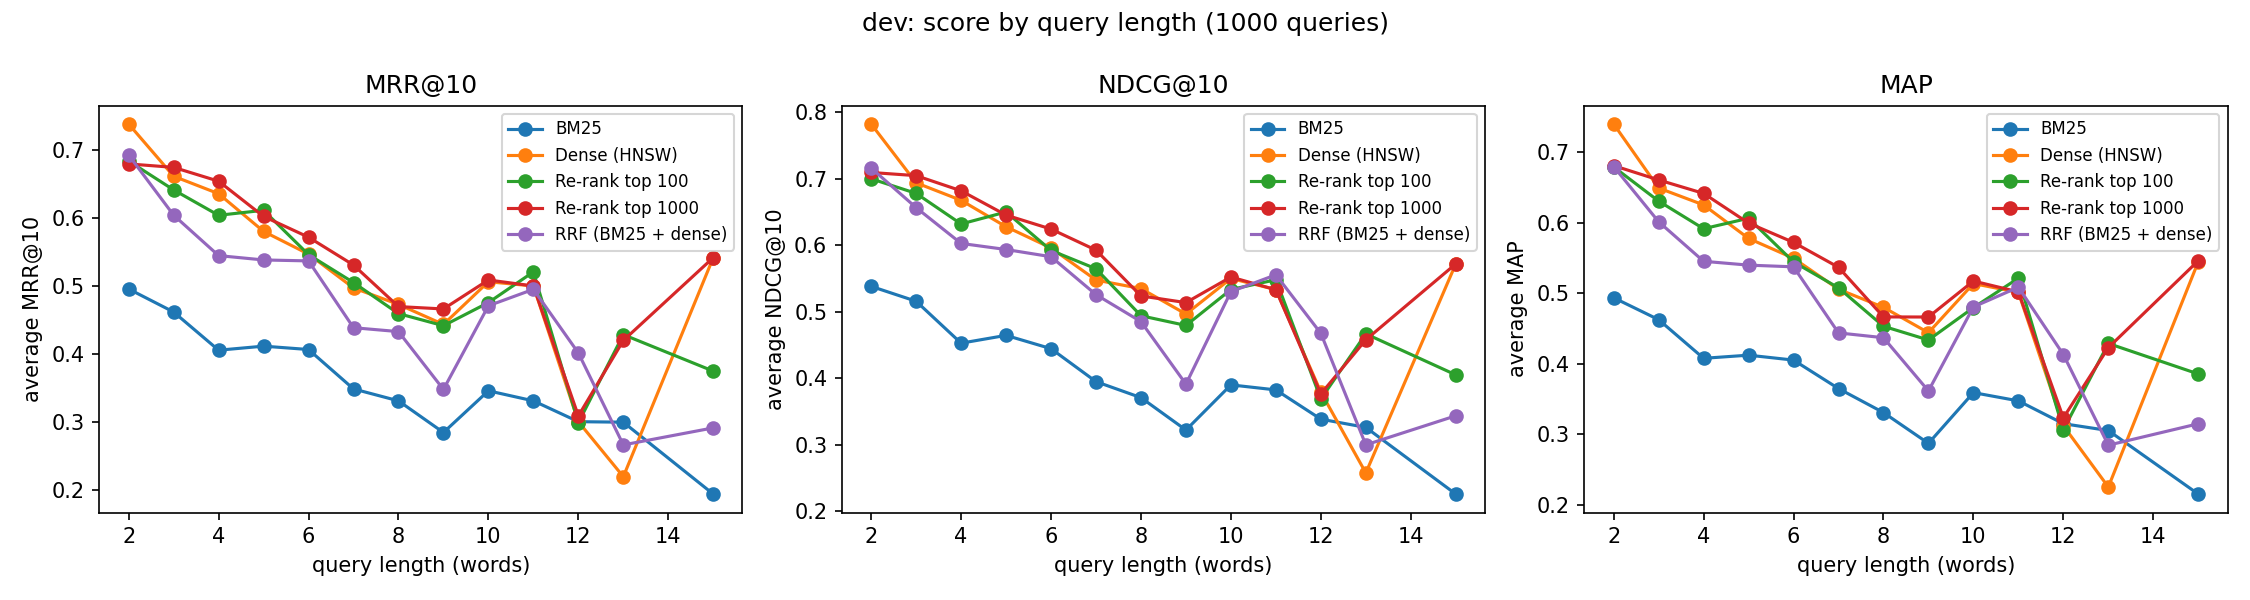 dev: score by query length (1000 queries)
MRR@10
average MRR@10
0.7
0.6
0.5
0.4
0.3
0.2
BM25
Dense (HNSW)
Re-rank top 100
Re-rank top 1000
RRF (BM25 + dense)
2 4 6 8 10 12 14
query length (words)
NDCG@10
average NDCG@10
0.8
0.7
0.6
0.5
0.4
0.3
0.2
BM25
Dense (HNSW)
Re-rank top 100
Re-rank top 1000
RRF (BM25 + dense)
2 4 6 8 10 12 14
query length (words)
MAP
average MAP
0.7
0.6
0.5
0.4
0.3
0.2
BM25
Dense (HNSW)
Re-rank top 100
Re-rank top 1000
RRF (BM25 + dense)
2 4 6 8 10 12 14
query length (words)